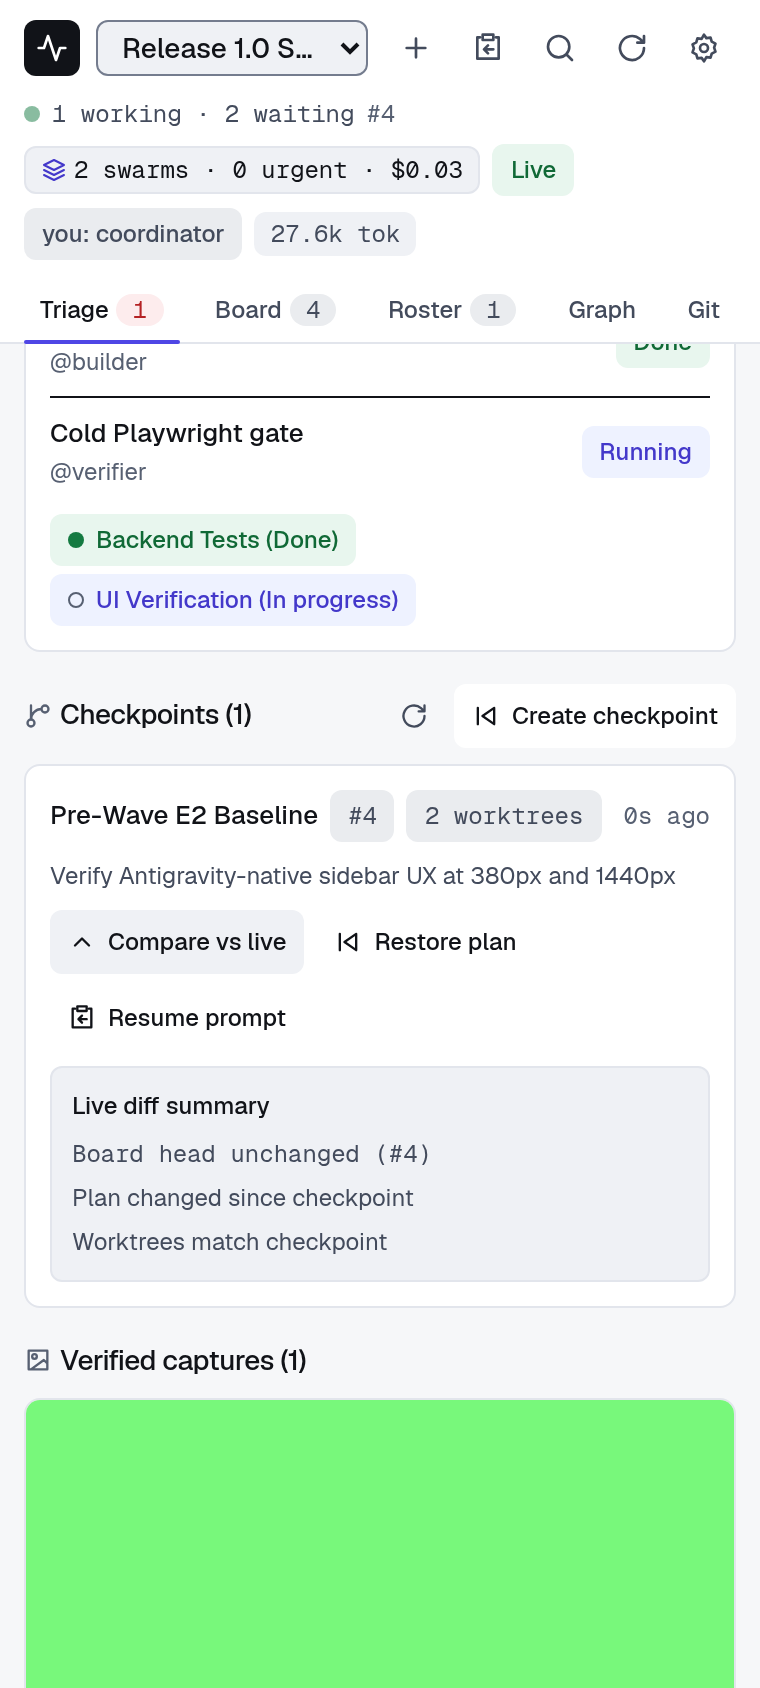 Release 1.0 S...
1 working · 2 waiting #4
2 swarms · 0 urgent · $0.03
Live
you: coordinator
27.6k tok
Triage 1
Board 4
Roster 1
Graph
Git
@builder
Done
Cold Playwright gate
@verifier
Running
Backend Tests (Done)
UI Verification (In progress)
Checkpoints (1)
Create checkpoint
Pre-Wave E2 Baseline
#4
2 worktrees
0s ago
Verify Antigravity-native sidebar UX at 380px and 1440px
Compare vs live
Restore plan
Resume prompt
Live diff summary
Board head unchanged (#4)
Plan changed since checkpoint
Worktrees match checkpoint
Verified captures (1)